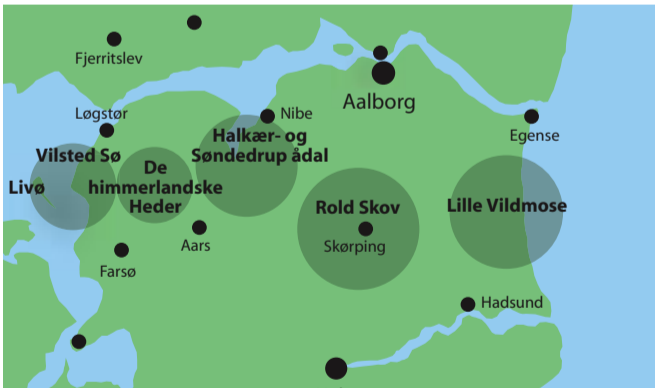 Fjerritslev
Aalborg
Løgstør
Nibe
Egense
Halkær- og
Søndedrup ådal
Vilsted Sø
Livø
De
himmerlandske
Heder
Rold Skov
Skørping
Lille Vildmose
Aars
Farsø
Hadsund